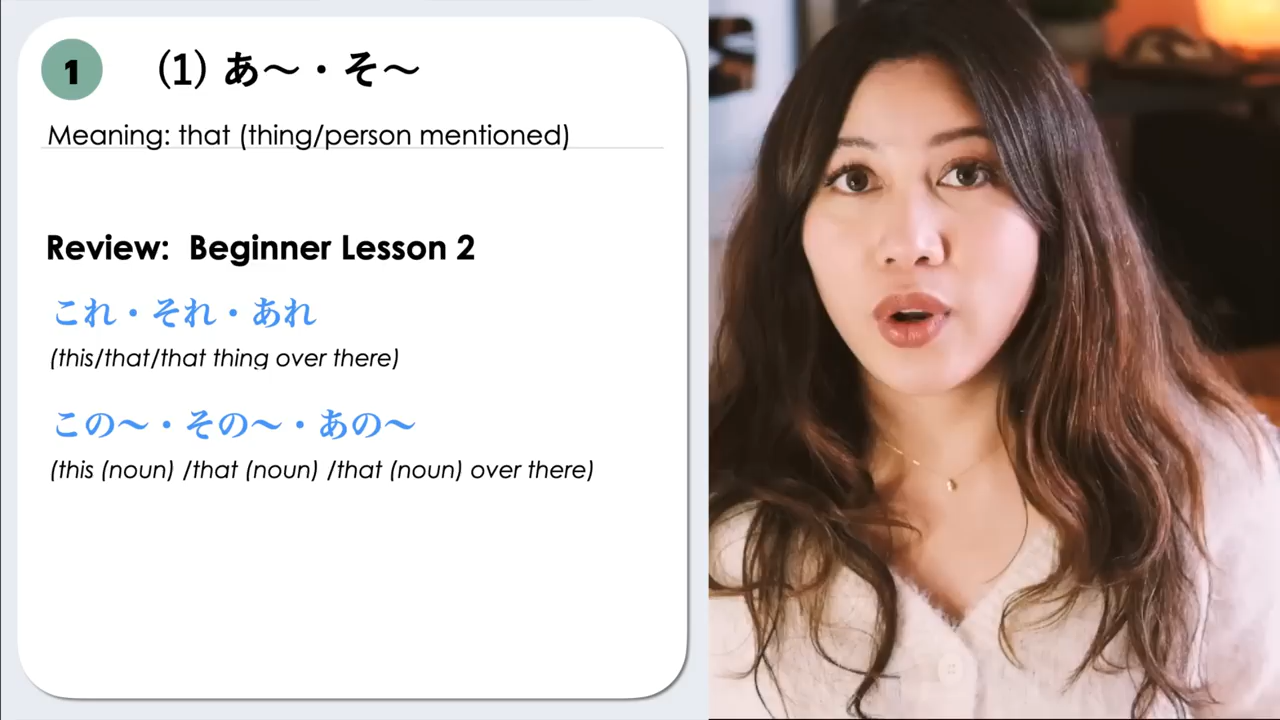 1 (1) あ〜・そ〜
Meaning: that (thing/person mentioned)
Review: Beginner Lesson 2
これ・それ・あれ
(this/that/that thing over there)
この〜・その〜・あの〜
(this (noun) /that (noun) /that (noun) over there)